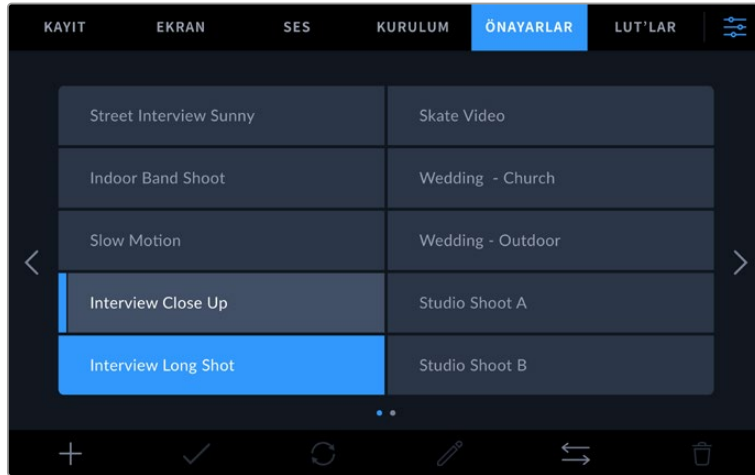 KAYIT EKRAN SES KURULUM ÖNAYARLAR LUT'LAR
Street Interview Sunny Skate Video
Indoor Band Shoot Wedding - Church
Slow Motion Wedding - Outdoor
Interview Close Up Studio Shoot A
Interview Long Shot Studio Shoot B